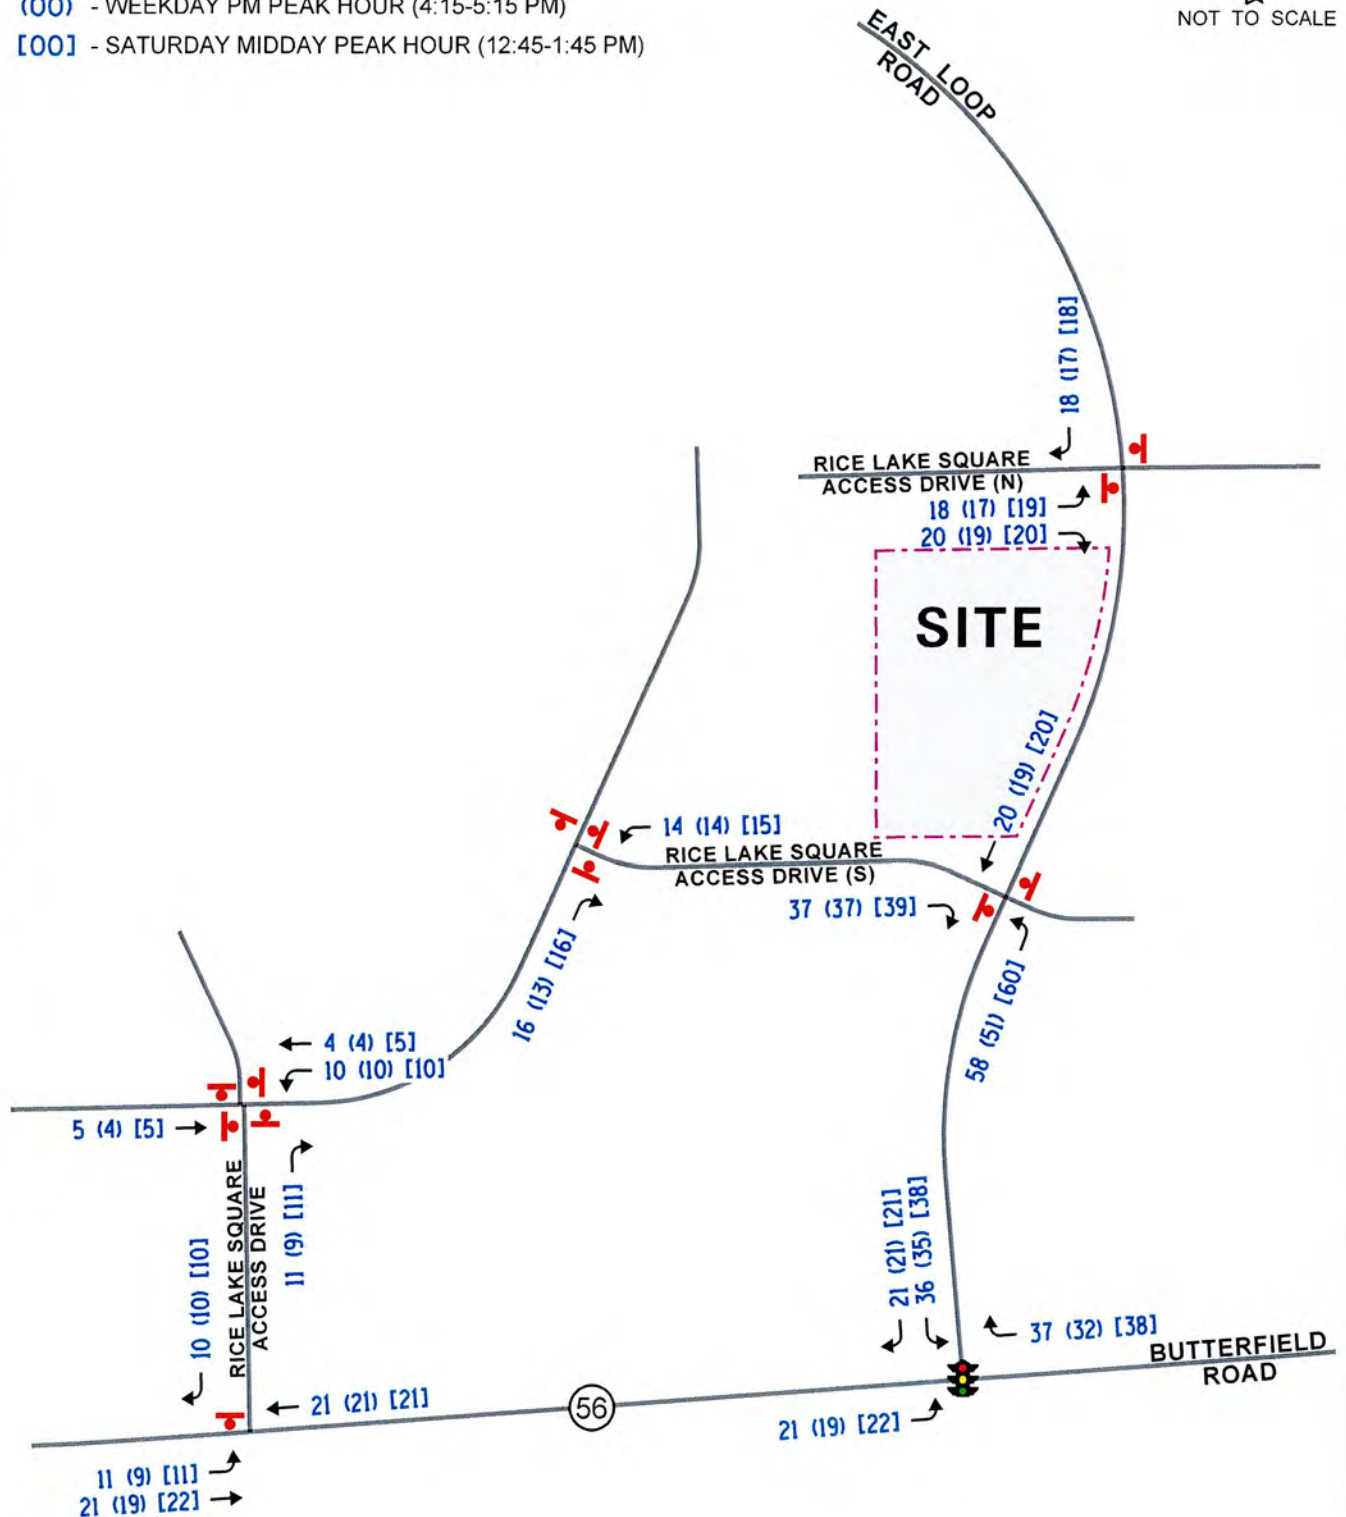 (00) - WEEKDAY PM PEAK HOUR (4:15-5:15 PM)
NOT TO SCALE
[00] - SATURDAY MIDDAY PEAK HOUR (12:45-1:45 PM)
EAST LOOP
ROAD
18 (17) [18]
RICE LAKE SQUARE
ACCESS DRIVE (N)
18 (17) [19]
20 (19) [20]
SITE
20 (19) [20]
14 (14) [15]
RICE LAKE SQUARE
ACCESS DRIVE (S)
37 (37) [39]
16 (13) [16]
58 (51) [60]
4 (4) [5]
10 (10) [10]
5 (4) [5]
RICE LAKE SQUARE
ACCESS DRIVE
11 (9) [11]
10 (10) [10]
21 (21) [21]
36 (35) [38]
37 (32) [38]
BUTTERFIELD
ROAD
21 (21) [21]
56
21 (19) [22]
11 (9) [11]
21 (19) [22]